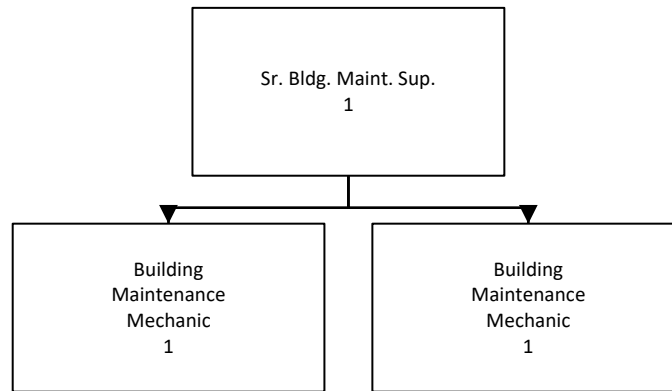 Sr. Bldg. Maint. Sup.
1
Building
Maintenance
Mechanic
1
Building
Maintenance
Mechanic
1